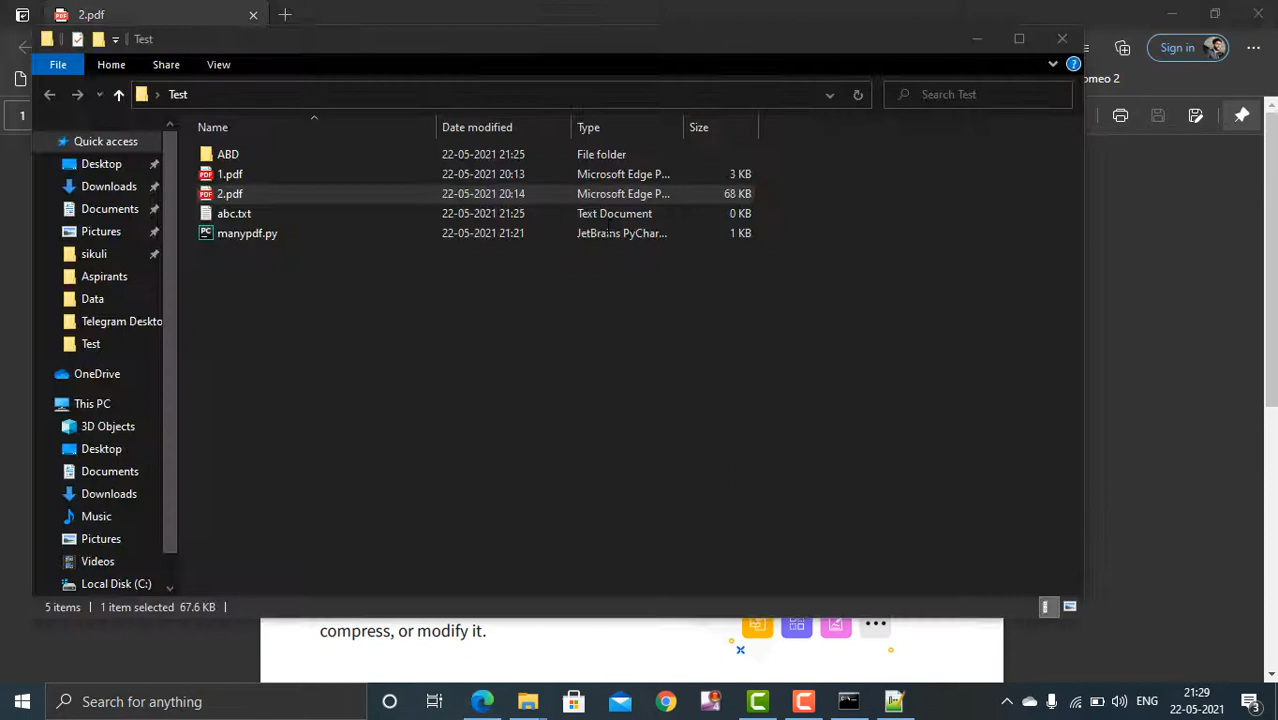 2.pdf
Test
Sign in
File
Home
Share
View
omeo 2
Test
Search Test
1
Name
Date modified
Type
Size
Quick access
Desktop
Downloads
Documents
Pictures
sikuli
Aspirants
Data
Telegram Deskto
Test
OneDrive
This PC
3D Objects
Desktop
Documents
Downloads
Music
Pictures
Videos
Local Disk (C:)
ABD 22-05-2021 21:25 File folder
1.pdf 22-05-2021 20:13 Microsoft Edge P... 3 KB
2.pdf 22-05-2021 20:14 Microsoft Edge P... 68 KB
abc.txt 22-05-2021 21:25 Text Document 0 KB
manypdf.py 22-05-2021 21:21 JetBrains PyChar... 1 KB
5 items 1 item selected 67.6 KB
compress, or modify it.
Search for anything
ENG
21:29
22-05-2021
3